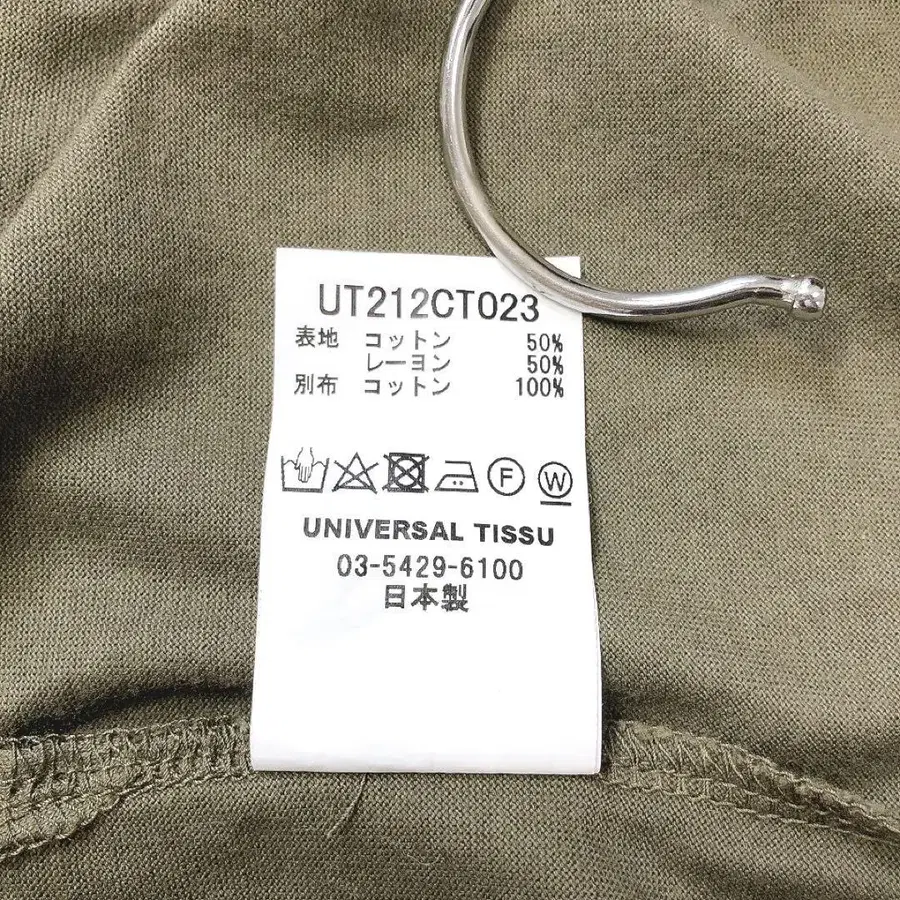 UT212CT023
表地 コットン 50%
レーヨン 50%
別布 コットン 100%
F W
UNIVERSAL TISSU
03-5429-6100
日本製